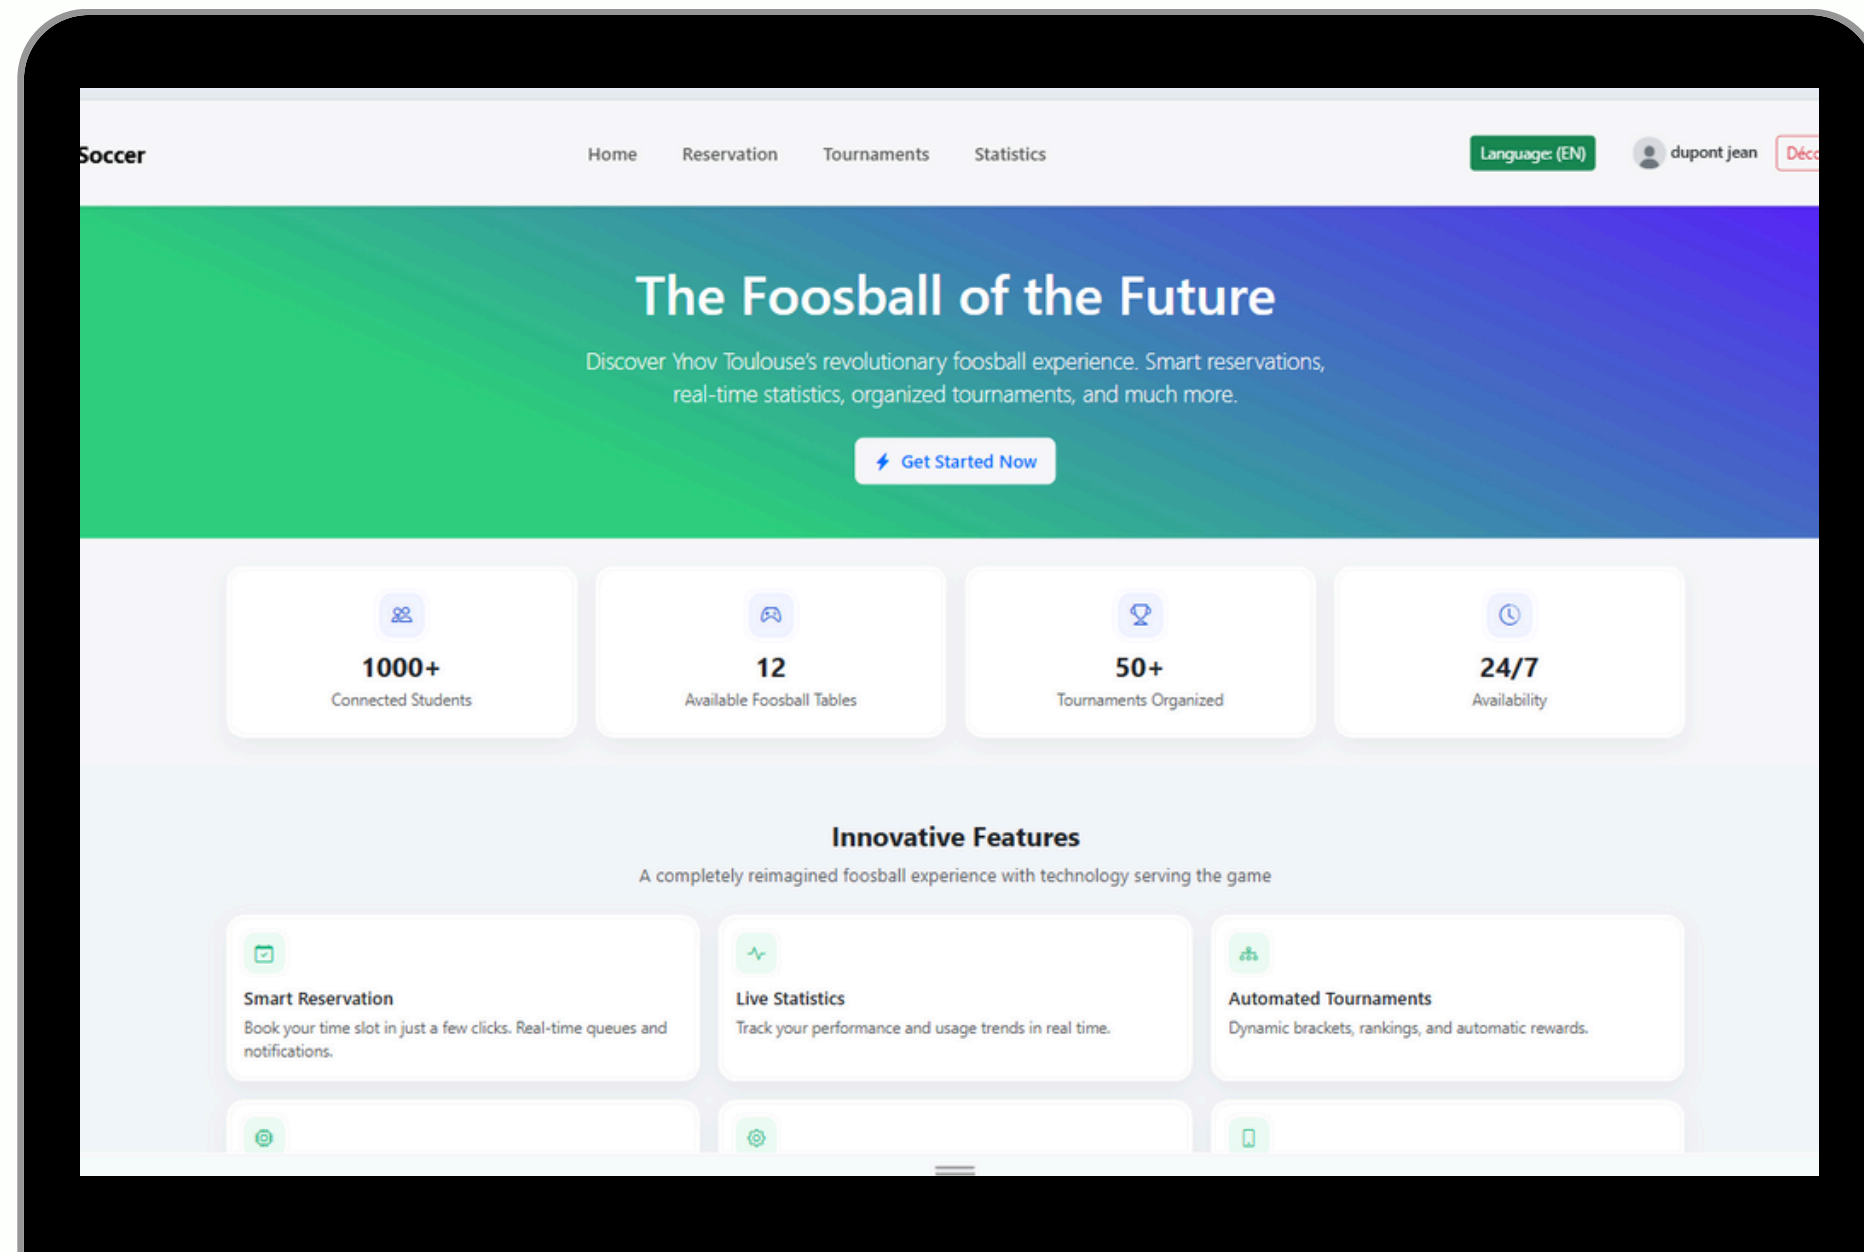 Soccer
Home Reservation Tournaments Statistics
Language: (EN)
dupont jean
The Foosball of the Future
Discover Ynov Toulouse's revolutionary foosball experience. Smart reservations,
real-time statistics, organized tournaments, and much more.
Get Started Now
1000+
Connected Students
12
Available Foosball Tables
50+
Tournaments Organized
24/7
Availability
Innovative Features
A completely reimagined foosball experience with technology serving the game
Smart Reservation
Book your time slot in just a few clicks. Real-time queues and
notifications.
Live Statistics
Track your performance and usage trends in real time.
Automated Tournaments
Dynamic brackets, rankings, and automatic rewards.